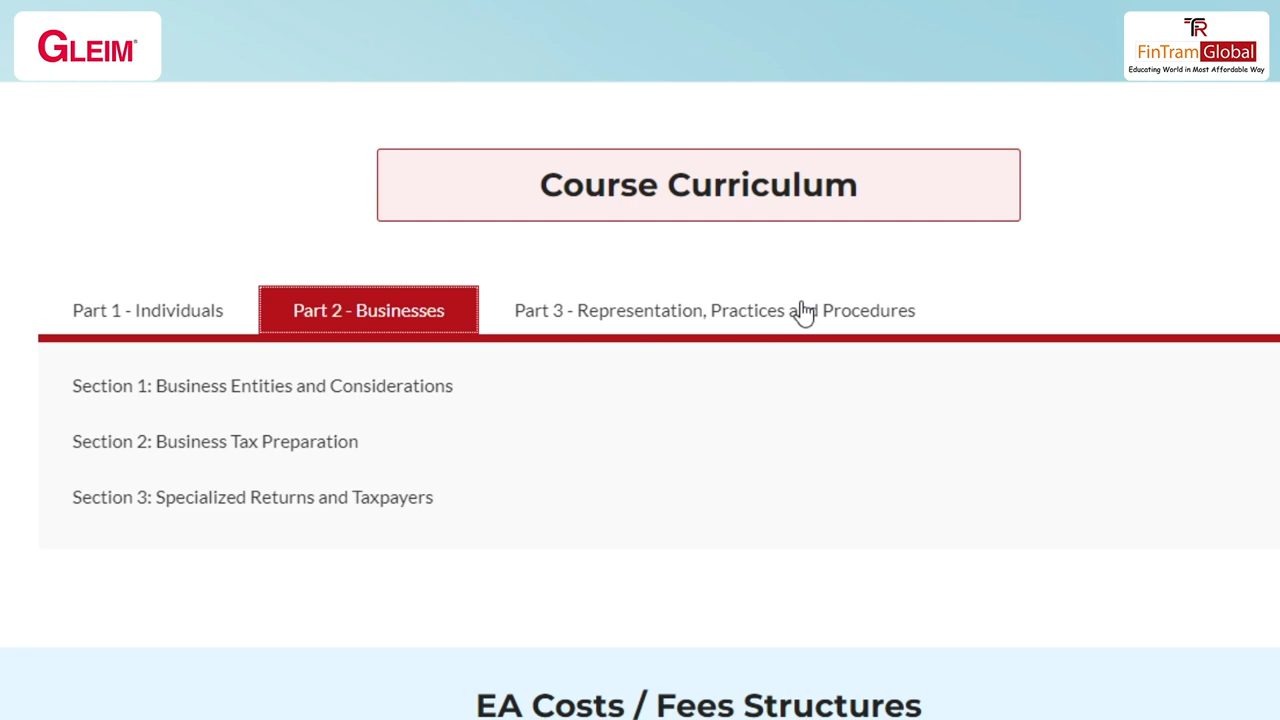 GLEIM®
TR
FinTram Global
Educating World in Most Affordable Way
Course Curriculum
Part 1 - Individuals
Part 2 - Businesses
Part 3 - Representation, Practices and Procedures
Section 1: Business Entities and Considerations
Section 2: Business Tax Preparation
Section 3: Specialized Returns and Taxpayers
EA Costs / Fees Structures